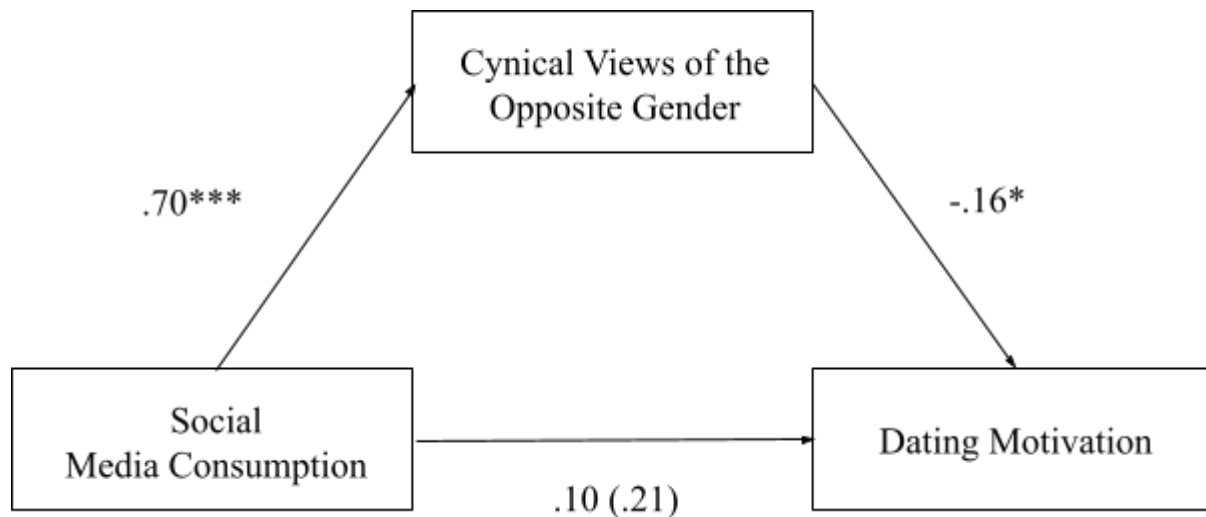 Cynical Views of the
Opposite Gender
.70***
-.16*
Social
Media Consumption
Dating Motivation
.10 (.21)